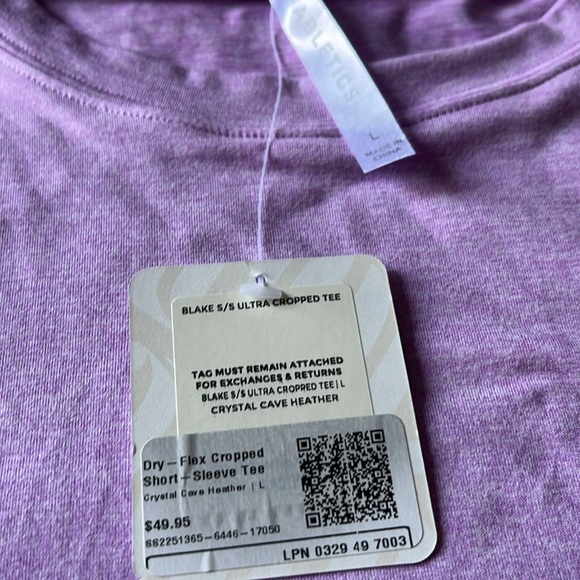 BLETICS
L
MADE IN
CHINA
BLAKE S/S ULTRA CROPPED TEE
TAG MUST REMAIN ATTACHED
FOR EXCHANGES & RETURNS
BLAKE S/S ULTRA CROPPED TEE| L
CRYSTAL CAVE HEATHER
Dry-Flex Cropped
Short-Sleeve Tee
Crystal Cave Heather | L
$49.95
SS2251365-6446-17050
LPN 0329 49 7003